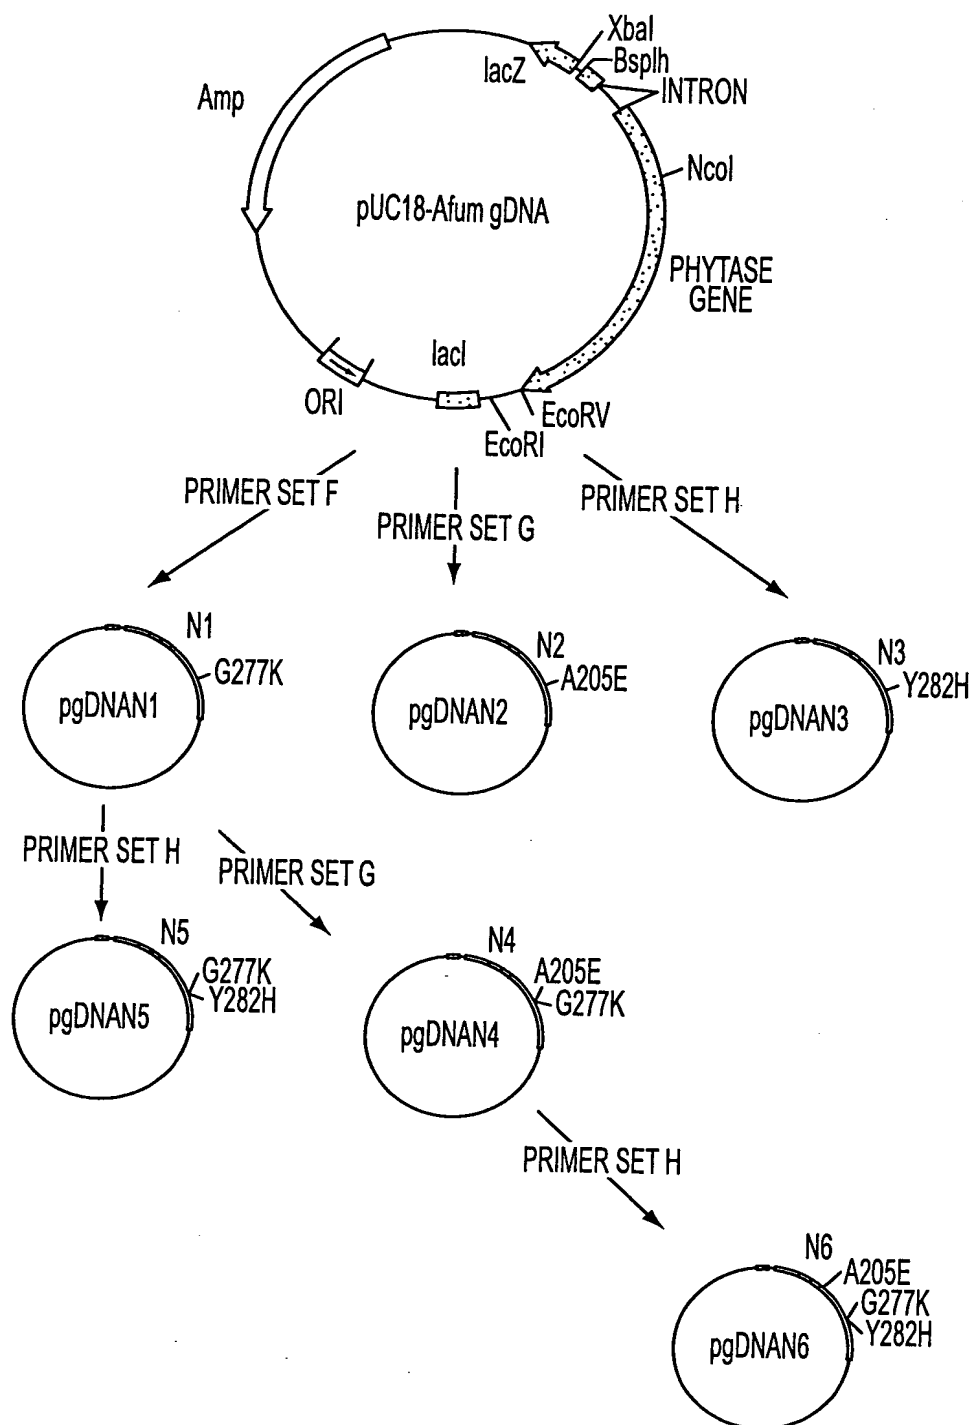 XbaI
BspIh
lacZ
INTRON
Amp
NcoI
pUC18-Afum gDNA
PHYTASE
GENE
lacI
ORI
EcoRV
EcoRI
PRIMER SET F
PRIMER SET G
PRIMER SET H
N1
G277K
pgDNAN1
N2
A205E
pgDNAN2
N3
Y282H
pgDNAN3
PRIMER SET H
PRIMER SET G
N5
G277K
Y282H
pgDNAN5
N4
A205E
G277K
pgDNAN4
PRIMER SET H
N6
A205E
G277K
Y282H
pgDNAN6